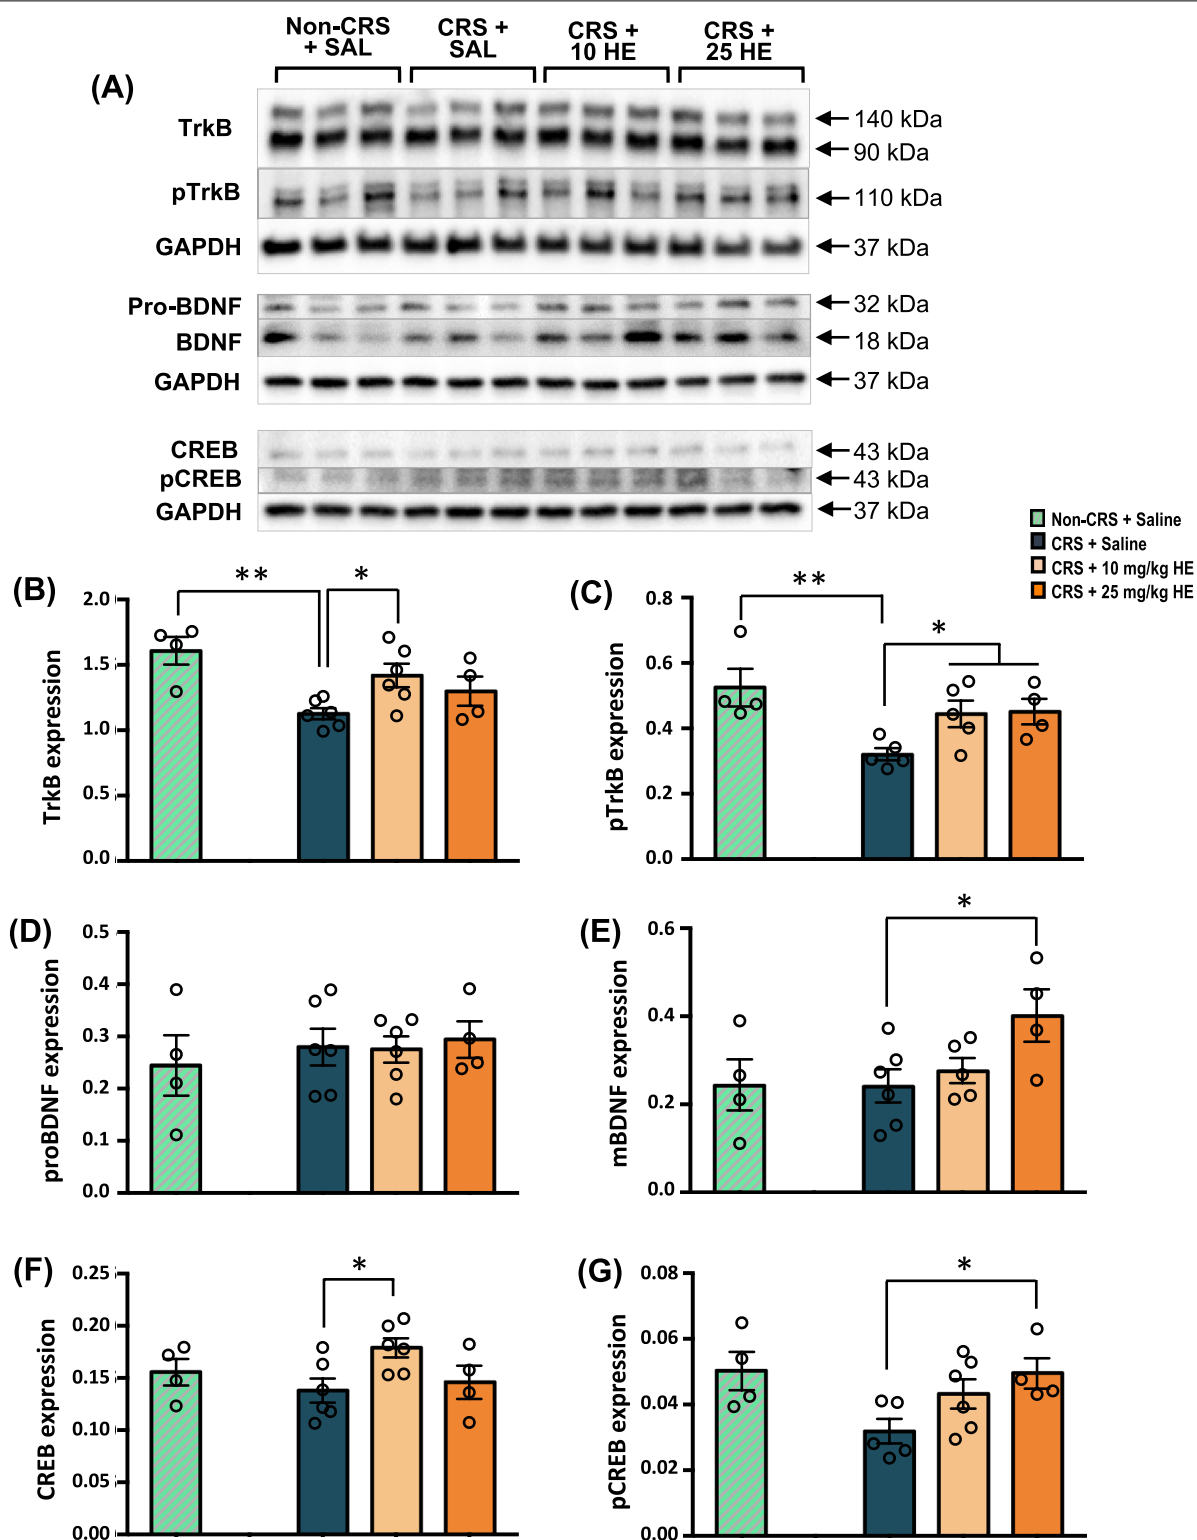 Non-CRS + SAL
CRS + SAL
CRS + 10 HE
CRS + 25 HE
(A)
TrkB
140 kDa
90 kDa
pTrkB
110 kDa
GAPDH
37 kDa
Pro-BDNF
32 kDa
BDNF
18 kDa
GAPDH
37 kDa
CREB
43 kDa
pCREB
43 kDa
GAPDH
37 kDa
Non-CRS + Saline
CRS + Saline
CRS + 10 mg/kg HE
CRS + 25 mg/kg HE
(B)
TrkB expression
2.0
1.5
1.0
0.5
0.0
**
*
(C)
pTrkB expression
0.8
0.6
0.4
0.2
0.0
**
*
(D)
proBDNF expression
0.5
0.4
0.3
0.2
0.1
0.0
(E)
mBDNF expression
0.6
0.4
0.2
0.0
*
(F)
CREB expression
0.25
0.20
0.15
0.10
0.05
0.00
*
(G)
pCREB expression
0.08
0.06
0.04
0.02
0.00
*